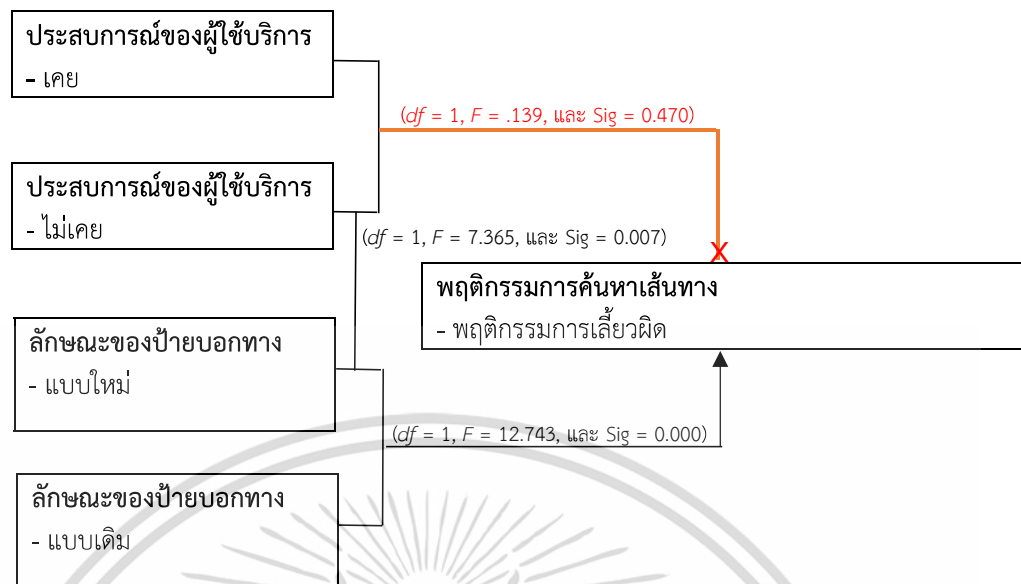 ประสบการณ์ของผู้ใช้บริการ
- เคย
(df = 1, F = .139, และ Sig = 0.470)
ประสบการณ์ของผู้ใช้บริการ
- ไม่เคย
(df = 1, F = 7.365, และ Sig = 0.007)
X
พฤติกรรมการค้นหาเส้นทาง
- พฤติกรรมการเลี้ยวผิด
ลักษณะของป้ายบอกทาง
- แบบใหม่
(df = 1, F = 12.743, และ Sig = 0.000)
ลักษณะของป้ายบอกทาง
- แบบเดิม